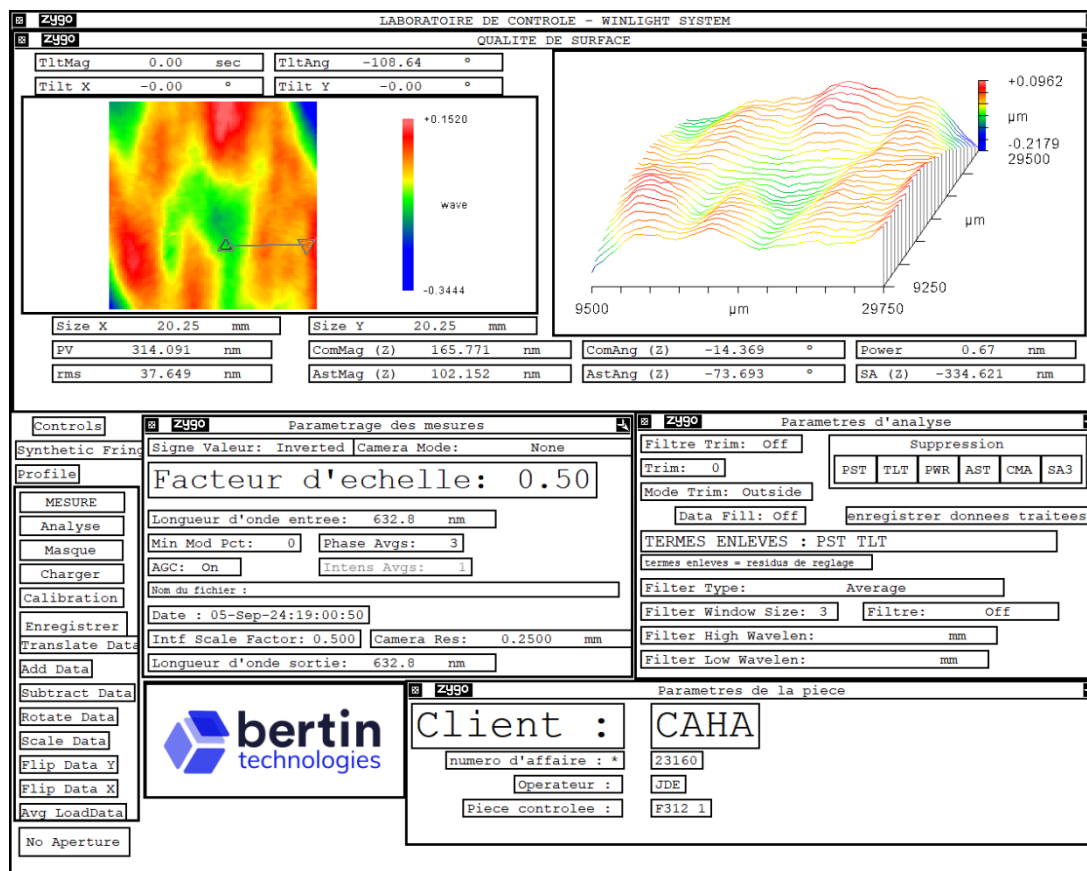 zygo LABORATOIRE DE CONTROLE - WINLIGHT SYSTEM
zygo QUALITE DE SURFACE
TltMag 0.00 sec TltAng -108.64 °
Tilt X -0.00 ° Tilt Y -0.00 °
+0.1520
wave
-0.3444
+0.0962
µm
-0.2179
29500
µm
9250
9500 µm 29750
Size X 20.25 mm Size Y 20.25 mm
PV 314.091 nm ComMag (Z) 165.771 nm ComAng (Z) -14.369 ° Power 0.67 nm
rms 37.649 nm AstMag (Z) 102.152 nm AstAng (Z) -73.693 ° SA (Z) -334.621 nm
Controls
Synthetic Fring
Profile
MESURE
Analyse
Masque
Charger
Calibration
Enregistrer
Translate Data
Add Data
Subtract Data
Rotate Data
Scale Data
Flip Data Y
Flip Data X
Avg LoadData
No Aperture
zygo Parametrage des mesures
Signe Valeur: Inverted Camera Mode: None
Facteur d'echelle: 0.50
Longueur d'onde entree: 632.8 nm
Min Mod Pct: 0 Phase Avgs: 3
AGC: On Intens Avgs: 1
Nom du fichier :
Date : 05-Sep-24:19:00:50
Intf Scale Factor: 0.500 Camera Res: 0.2500 mm
Longueur d'onde sortie: 632.8 nm
zygo Parametres d'analyse
Filtre Trim: Off Suppression
Trim: 0 PST TLT PWR AST CMA SA3
Mode Trim: Outside
Data Fill: Off enregistrer donnees traitees
TERMES ENLEVES : PST TLT
termes enleves = residus de reglage
Filter Type: Average
Filter Window Size: 3 Filtre: Off
Filter High Wavelen: mm
Filter Low Wavelen: mm
bertin
technologies
zygo Parametres de la piece
Client : CAHA
numero d'affaire : * 23160
Operateur : JDE
Piece controlee : F312 1